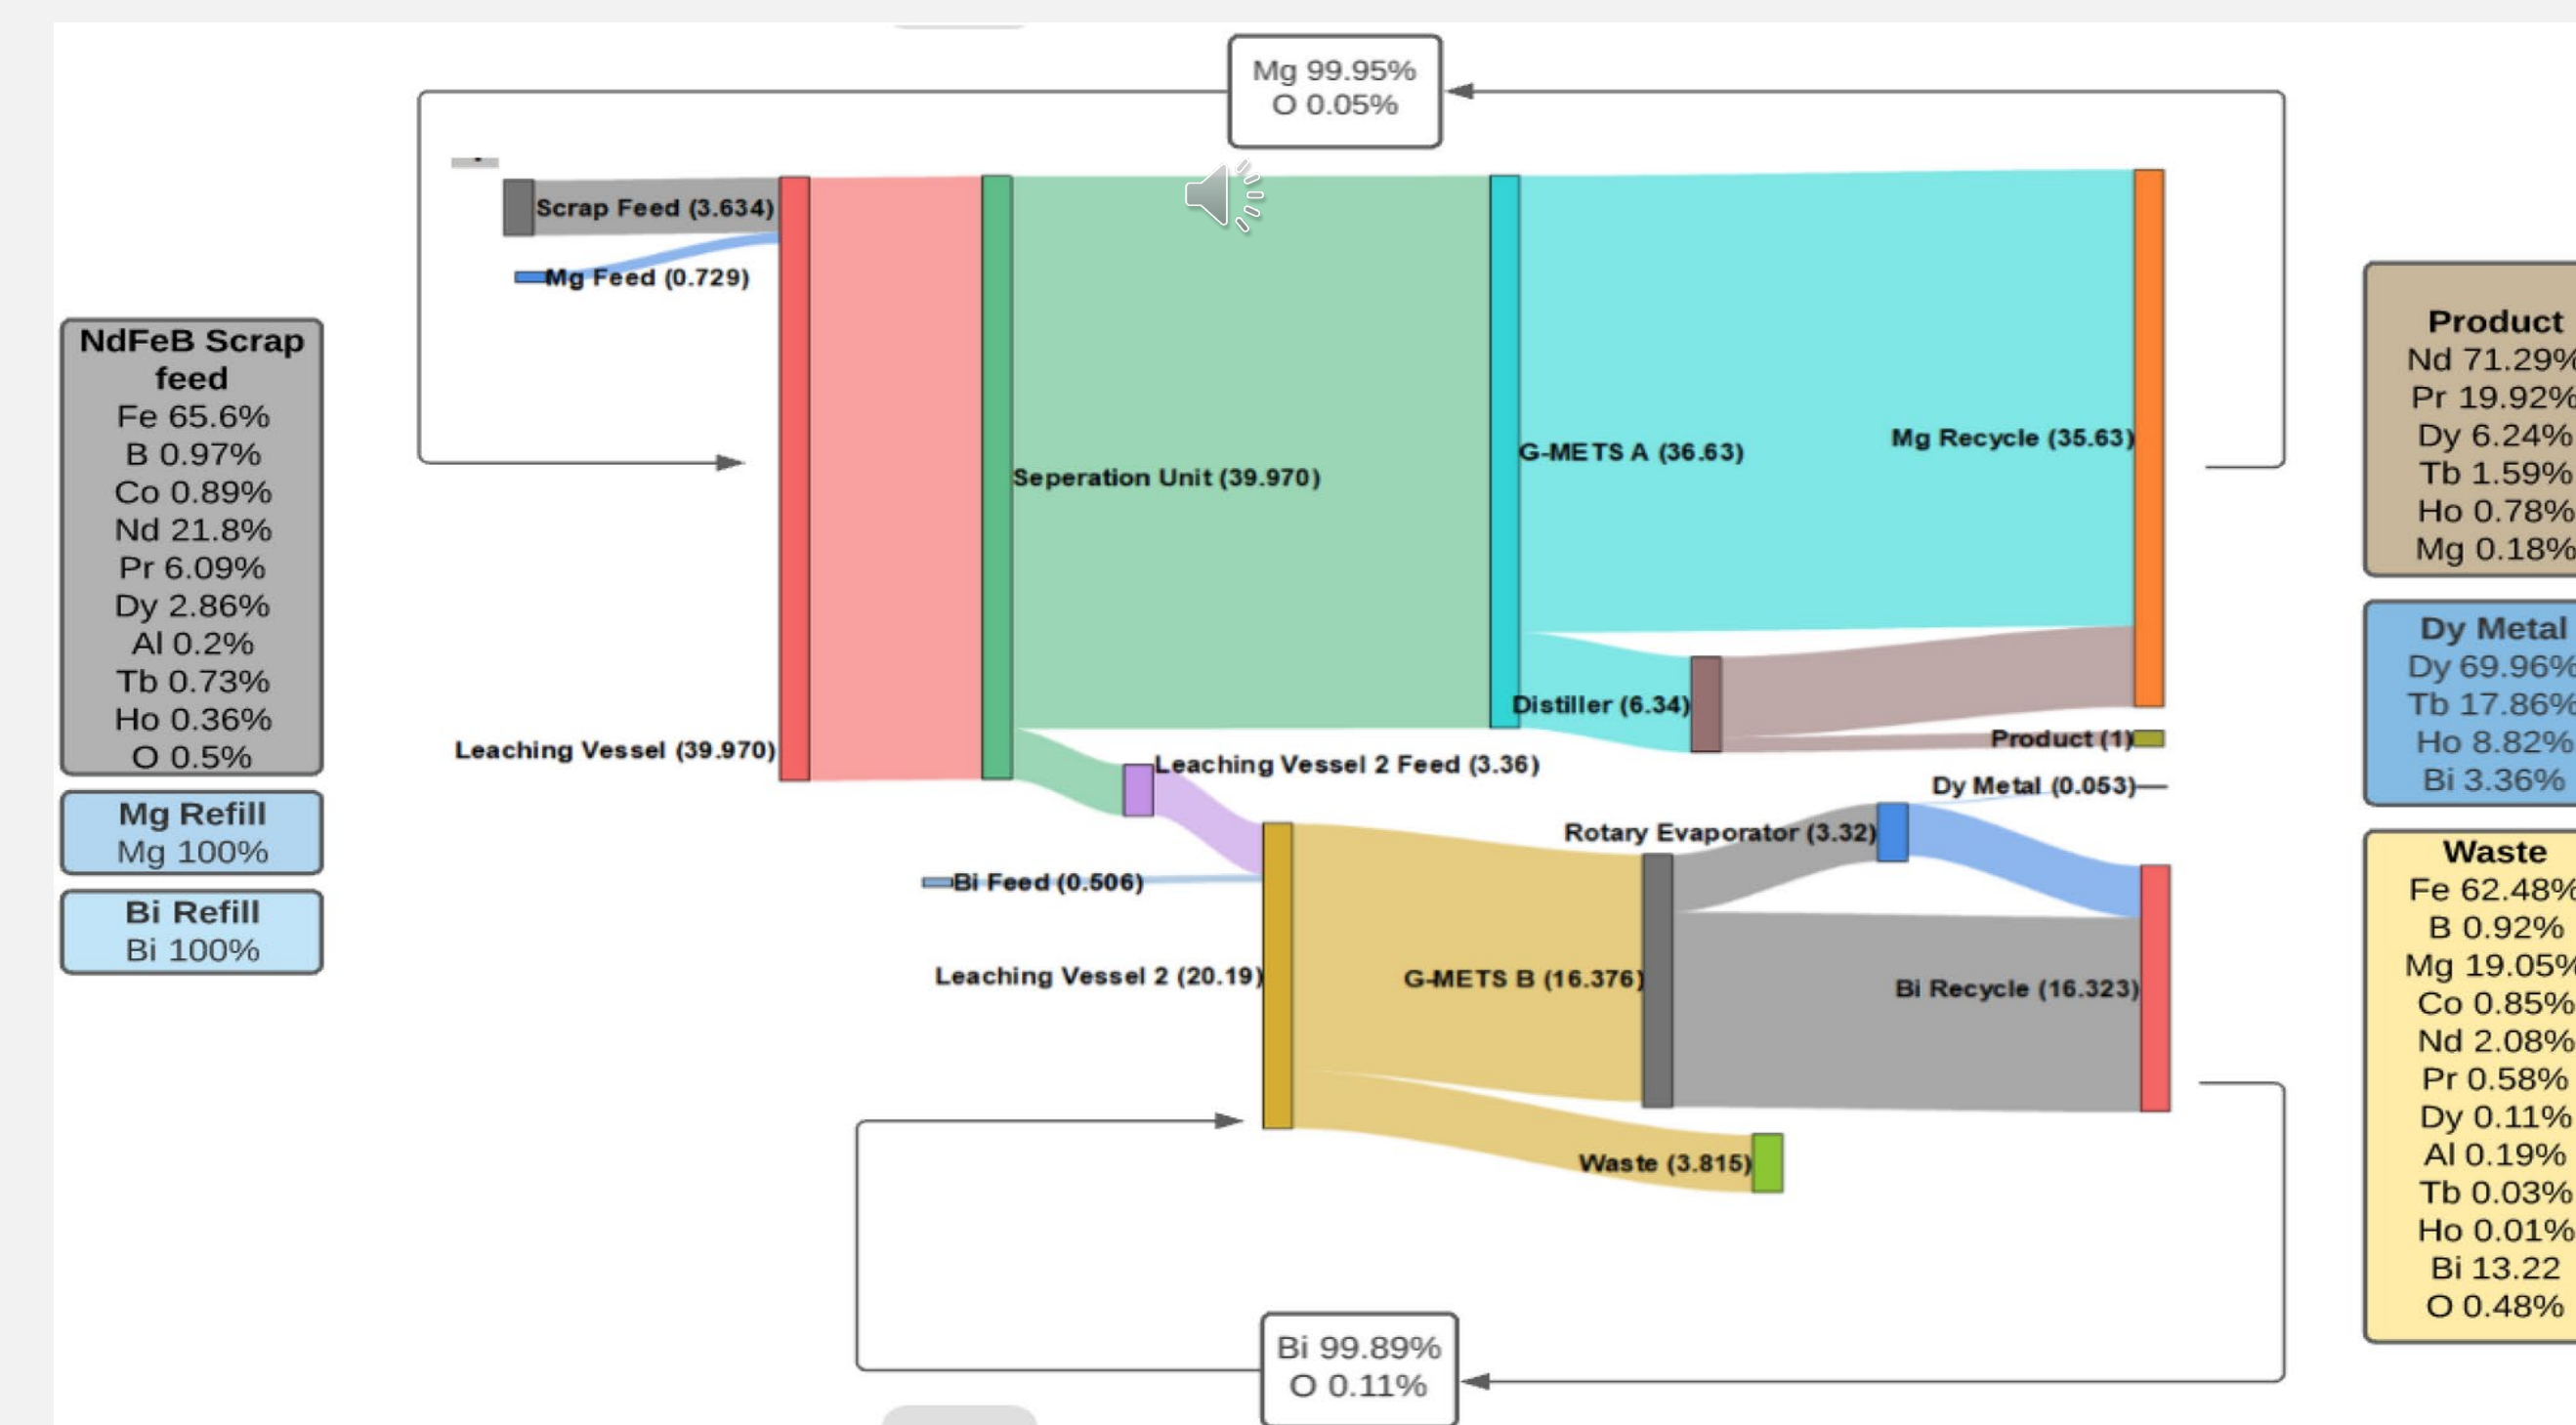 Mg 99.95%
O 0.05%
Scrap Feed (3.634)
Mg Feed (0.729)
NdFeB Scrap
feed
Fe 65.6%
B 0.97%
Co 0.89%
Nd 21.8%
Pr 6.09%
Dy 2.86%
Al 0.2%
Tb 0.73%
Ho 0.36%
O 0.5%
Mg Refill
Mg 100%
Bi Refill
Bi 100%
Leaching Vessel (39.970)
Seperation Unit (39.970)
G-METS A (36.63)
Mg Recycle (35.63)
Distiller (6.34)
Product (1)
Leaching Vessel 2 Feed (3.36)
Dy Metal (0.053)
Rotary Evaporator (3.32)
Bi Feed (0.506)
Leaching Vessel 2 (20.19)
G-METS B (16.376)
Bi Recycle (16.323)
Waste (3.815)
Bi 99.89%
O 0.11%
Product
Nd 71.29%
Pr 19.92%
Dy 6.24%
Tb 1.59%
Ho 0.78%
Mg 0.18%
Dy Metal
Dy 69.96%
Tb 17.86%
Ho 8.82%
Bi 3.36%
Waste
Fe 62.48%
B 0.92%
Mg 19.05%
Co 0.85%
Nd 2.08%
Pr 0.58%
Dy 0.11%
Al 0.19%
Tb 0.03%
Ho 0.01%
Bi 13.22
O 0.48%